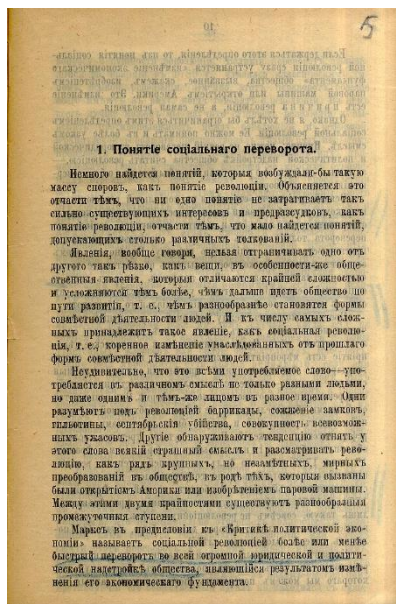 5
1. Понятіе соціальнаго переворота.
Немного найдется понятій, которыя возбуждали-бы такую
массу споровъ, какъ понятіе революціи. Объясняется это
отчасти тѣмъ, что ни одно понятіе не затрагиваетъ такъ
сильно существующихъ интересовъ и предразсудковъ, какъ
понятіе революціи, отчасти тѣмъ, что мало найдется понятій,
допускающихъ столько различныхъ толкованій.
Явленія, вообще говоря, нельзя отграничивать одно отъ
другого такъ рѣзко, какъ вещи, въ особенности-же обще-
ственныя явленія, которыя отличаются крайней сложностью
и усложняются тѣмъ болѣе, чѣмъ дальше идетъ общество по
пути развитія, т. е., чѣмъ разнообразнѣе становятся формы
совмѣстной дѣятельности людей. И къ числу самыхъ слож-
ныхъ принадлежитъ такое явленіе, какъ соціальная револю-
ція, т. е., коренное измѣненіе унаслѣдованныхъ отъ прошлаго
формъ совмѣстной дѣятельности людей.
Неудивительно, что это всѣми употребляемое слово—упо-
требляется въ различномъ смыслѣ не только разными людьми,
но даже однимъ и тѣмъ-же лицомъ въ разное время. Одни
разумѣютъ подъ революціей баррикады, сожженіе замковъ,
гильотины, сентябрьскія убійства, совокупность всевозмож-
ныхъ ужасовъ. Другіе обнаруживаютъ тенденцію отнять у
этого слова всякій страшный смыслъ и разсматривать рево-
люцію, какъ рядъ крупныхъ, но незамѣтныхъ, мирныхъ
преобразованій въ обществѣ, въ родѣ тѣхъ, которыя вызваны
были открытіемъ Америки или изобрѣтеніемъ паровой машины.
Между этими двумя крайностями существуютъ разнообразныя
промежуточныя ступени.
Марксъ въ предисловіи къ «Критикѣ политической эконо-
міи» называетъ соціальной революціей болѣе или менѣе
быстрый переворотъ во всей огромной юридической и полити-
ческой надстройкѣ общества, являющійся результатомъ измѣ-
ненія его экономическаго фундамента.